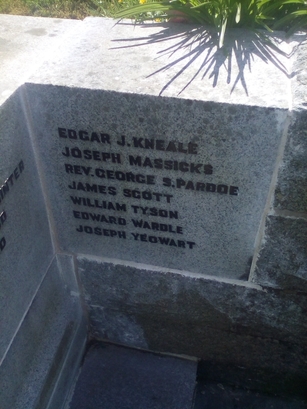 EDGAR J. KNEALE
JOSEPH MASSICKS
REV. GEORGE S. PARDOE
JAMES SCOTT
WILLIAM TYSON
EDWARD WARDLE
JOSEPH YEOWART